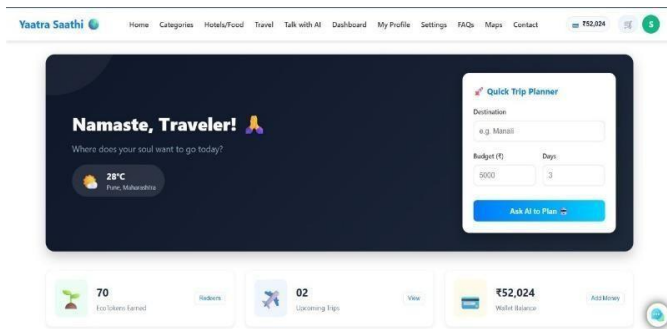 Yaatra Saathi
Home Categories Hotels/Food Travel Talk with AI Dashboard My Profile Settings FAQs Maps Contact
₹52,024
S
Quick Trip Planner
Destination
e.g. Manali
Budget (₹) Days
5000 3
Ask AI to Plan
Namaste, Traveler!
Where does your soul want to go today?
28°C
Pune, Maharashtra
70
EcoTokens Earned
Redeem
02
Upcoming Trips
View
₹52,024
Wallet Balance
Add Money